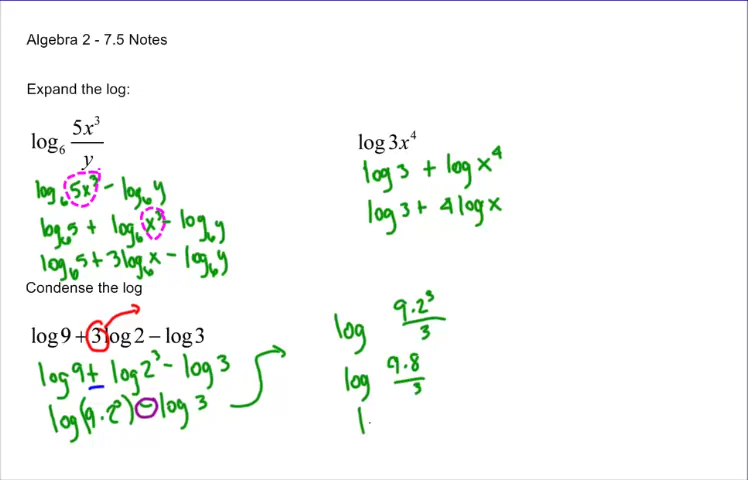 Algebra 2 - 7.5 Notes
Expand the log:
log₆ 5x³/y
log₆ 5x³ - log₆ y
log₆ 5 + log₆ x³ - log₆ y
log₆ 5 + 3log₆ x - log₆ y
log 3x⁴
log 3 + log x⁴
log 3 + 4 log x
Condense the log
log 9 + 3 log 2 − log 3
log 9 + log 2³ - log 3
log(9 · 2³) - log 3
log 9·2³/3
log 9·8/3